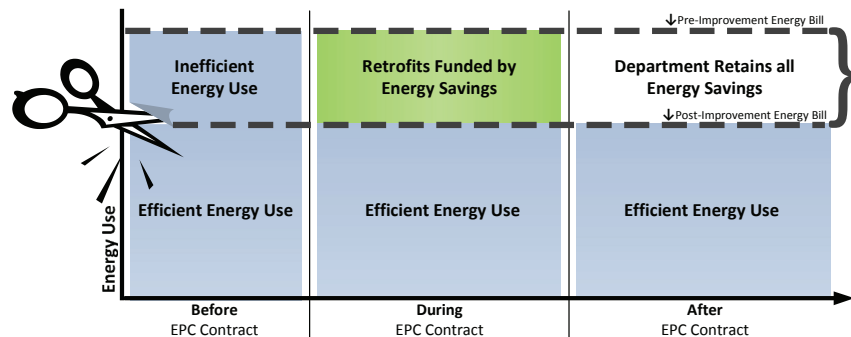 ↓Pre-Improvement Energy Bill
Inefficient
Energy Use
Retrofits Funded by
Energy Savings
Department Retains all
Energy Savings
↓Post-Improvement Energy Bill
Energy Use
Efficient Energy Use
Efficient Energy Use
Efficient Energy Use
Before
EPC Contract
During
EPC Contract
After
EPC Contract